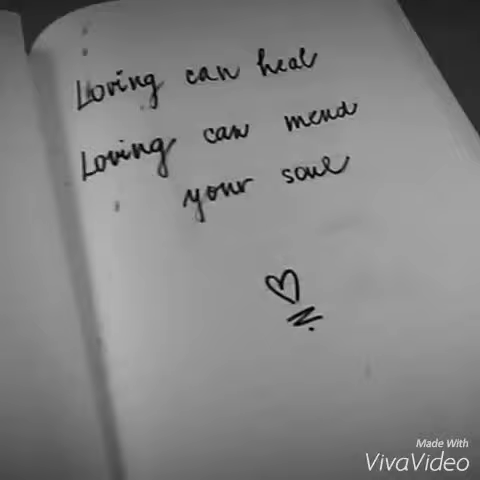 Loving can heal
Loving can mend
your soul
♡
N.
Made With
VivaVideo